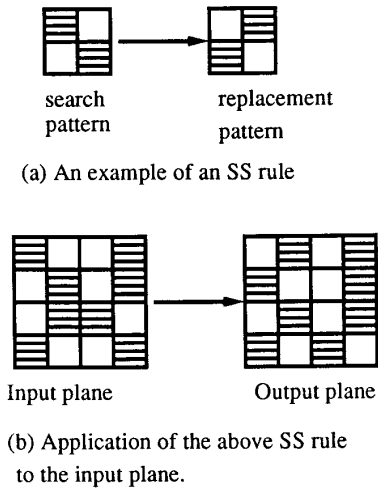 search
pattern
replacement
pattern
(a) An example of an SS rule
Input plane
Output plane
(b) Application of the above SS rule
to the input plane.